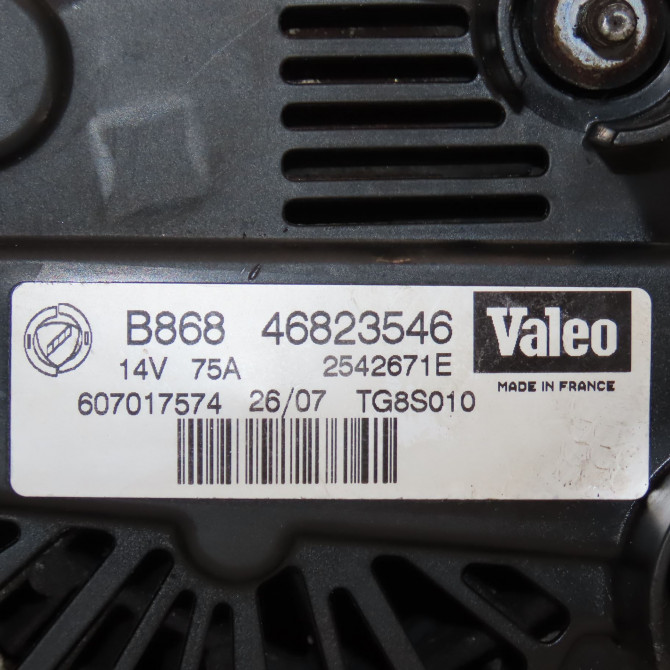 B868 46823546
14V 75A 2542671E
607017574 26/07 TG8S010
Valeo
MADE IN FRANCE